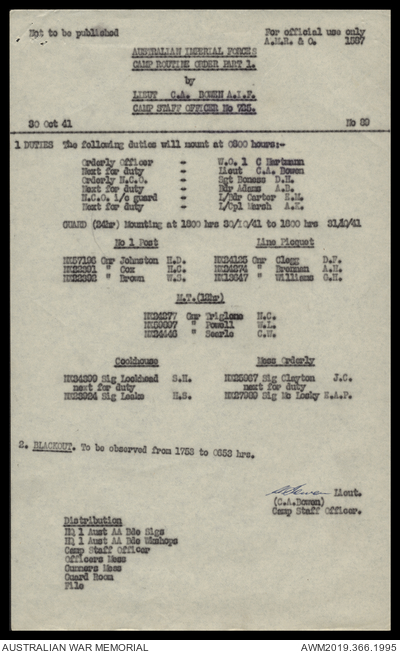 Not to be published For official use only
A.M.R. & O. 1927
AUSTRALIAN IMPERIAL FORCES
CAMP ROUTINE ORDER PART 1.
by
LIEUT C.A. BOWEN A.I.F.
CAMP STAFF OFFICER No 725.
30 Oct 41 No 89
1 DUTIES The following duties will mount at 0800 hours:-
Orderly Officer - W.O. 1 C Hartmann
Next for duty - Lieut C.A. Bowen
Orderly N.C.O. - Sgt Boness D.H.
Next for duty - Bdr Adams A.B.
N.C.O. i/c guard - L/Bdr Carter S.M.
Next for duty - L/Cpl Marsh A.K.
GUARD (24hr) Mounting at 1800 hrs 30/10/41 to 1800 hrs 31/10/41
No 1 Post Line Picquet
Gnr Johnston H.D. Gnr Clegg D.F.
" Cox H.C. " Brennan A.H.
" Brown W.S. " Williams
M.T.(12hr)
Gnr Triglone H.C.
" Powell W.L.
" Searle C.W.
Cookhouse Mess Orderly
Sig Lockhead S.H. Sig Clayton J.C.
next for duty next for duty
Sig Leake H.S. Sig Mc Losky
2. BLACKOUT. To be observed from 1753 to 0553 hrs.
Lieut.
(C.A.Bowen)
Camp Staff Officer.
Distribution
HQ 1 Aust AA Bde Sigs
HQ 1 Aust AA Bde Wkshops
Camp Staff Officer
Officers Mess
Gunners Mess
Guard Room
File
AUSTRALIAN WAR MEMORIAL AWM2019.366.1995